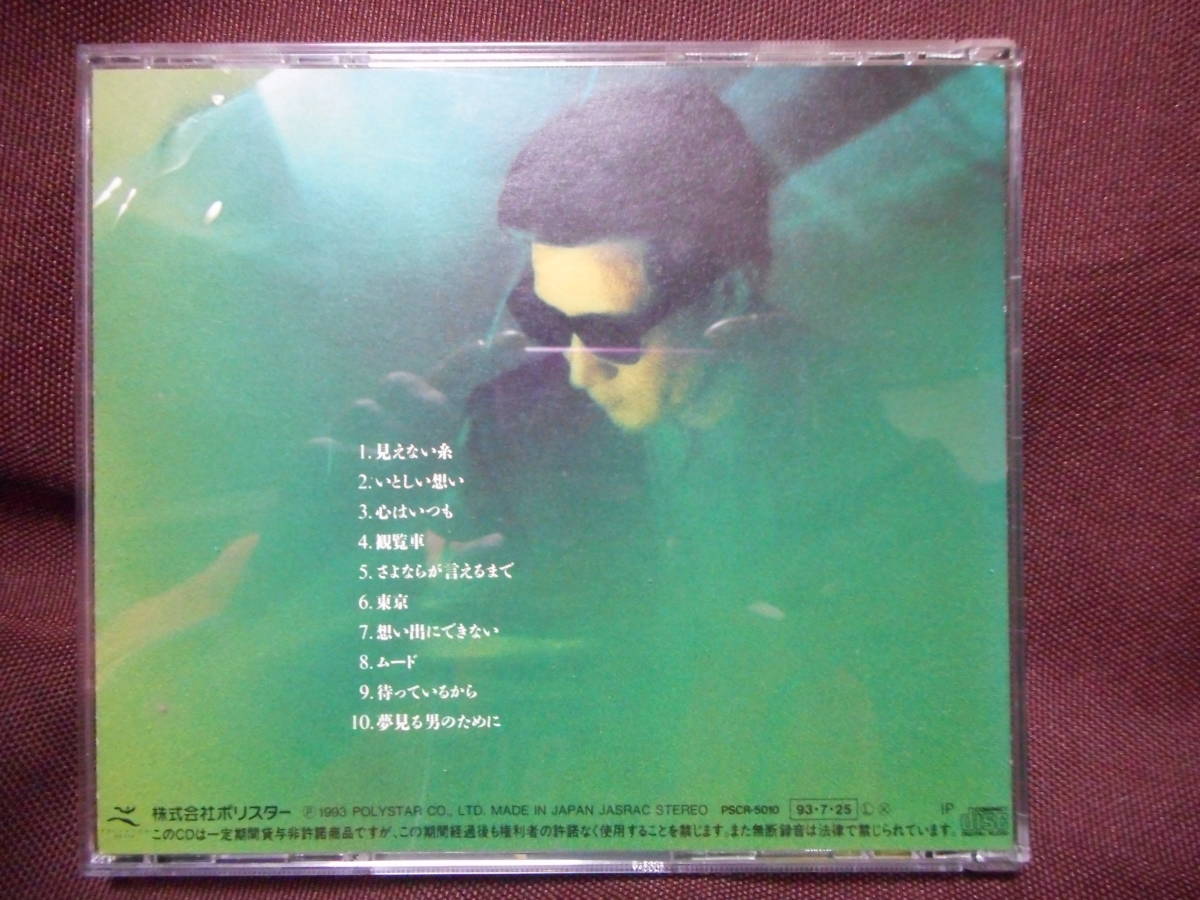 1. 見えない糸
2. いとしい想い
3. 心はいつも
4. 観覧車
5. さよならが言えるまで
6. 東京
7. 想い出にできない
8. ムード
9. 待っているから
10. 夢見る男のために
株式会社ポリスター Ⓟ1993 POLYSTAR CO., LTD. MADE IN JAPAN JASRAC STEREO PSCR-5010 93・7・25 Ⓛ Ⓧ
このCDは一定期間貸与非許諾商品ですが、この期間経過後も権利者の許諾なく使用することを禁じます。また無断録音は法律で禁じられています。